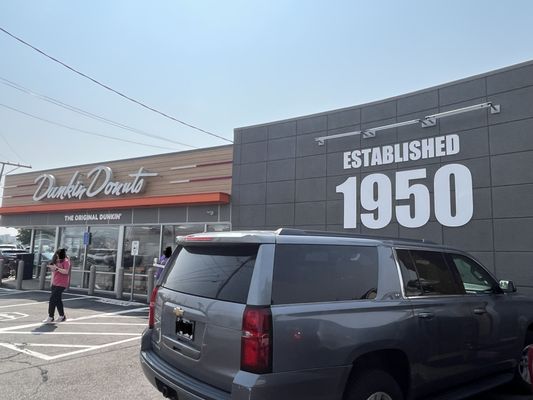 Dunkin Donuts
THE ORIGINAL DUNKIN'
ESTABLISHED
1950